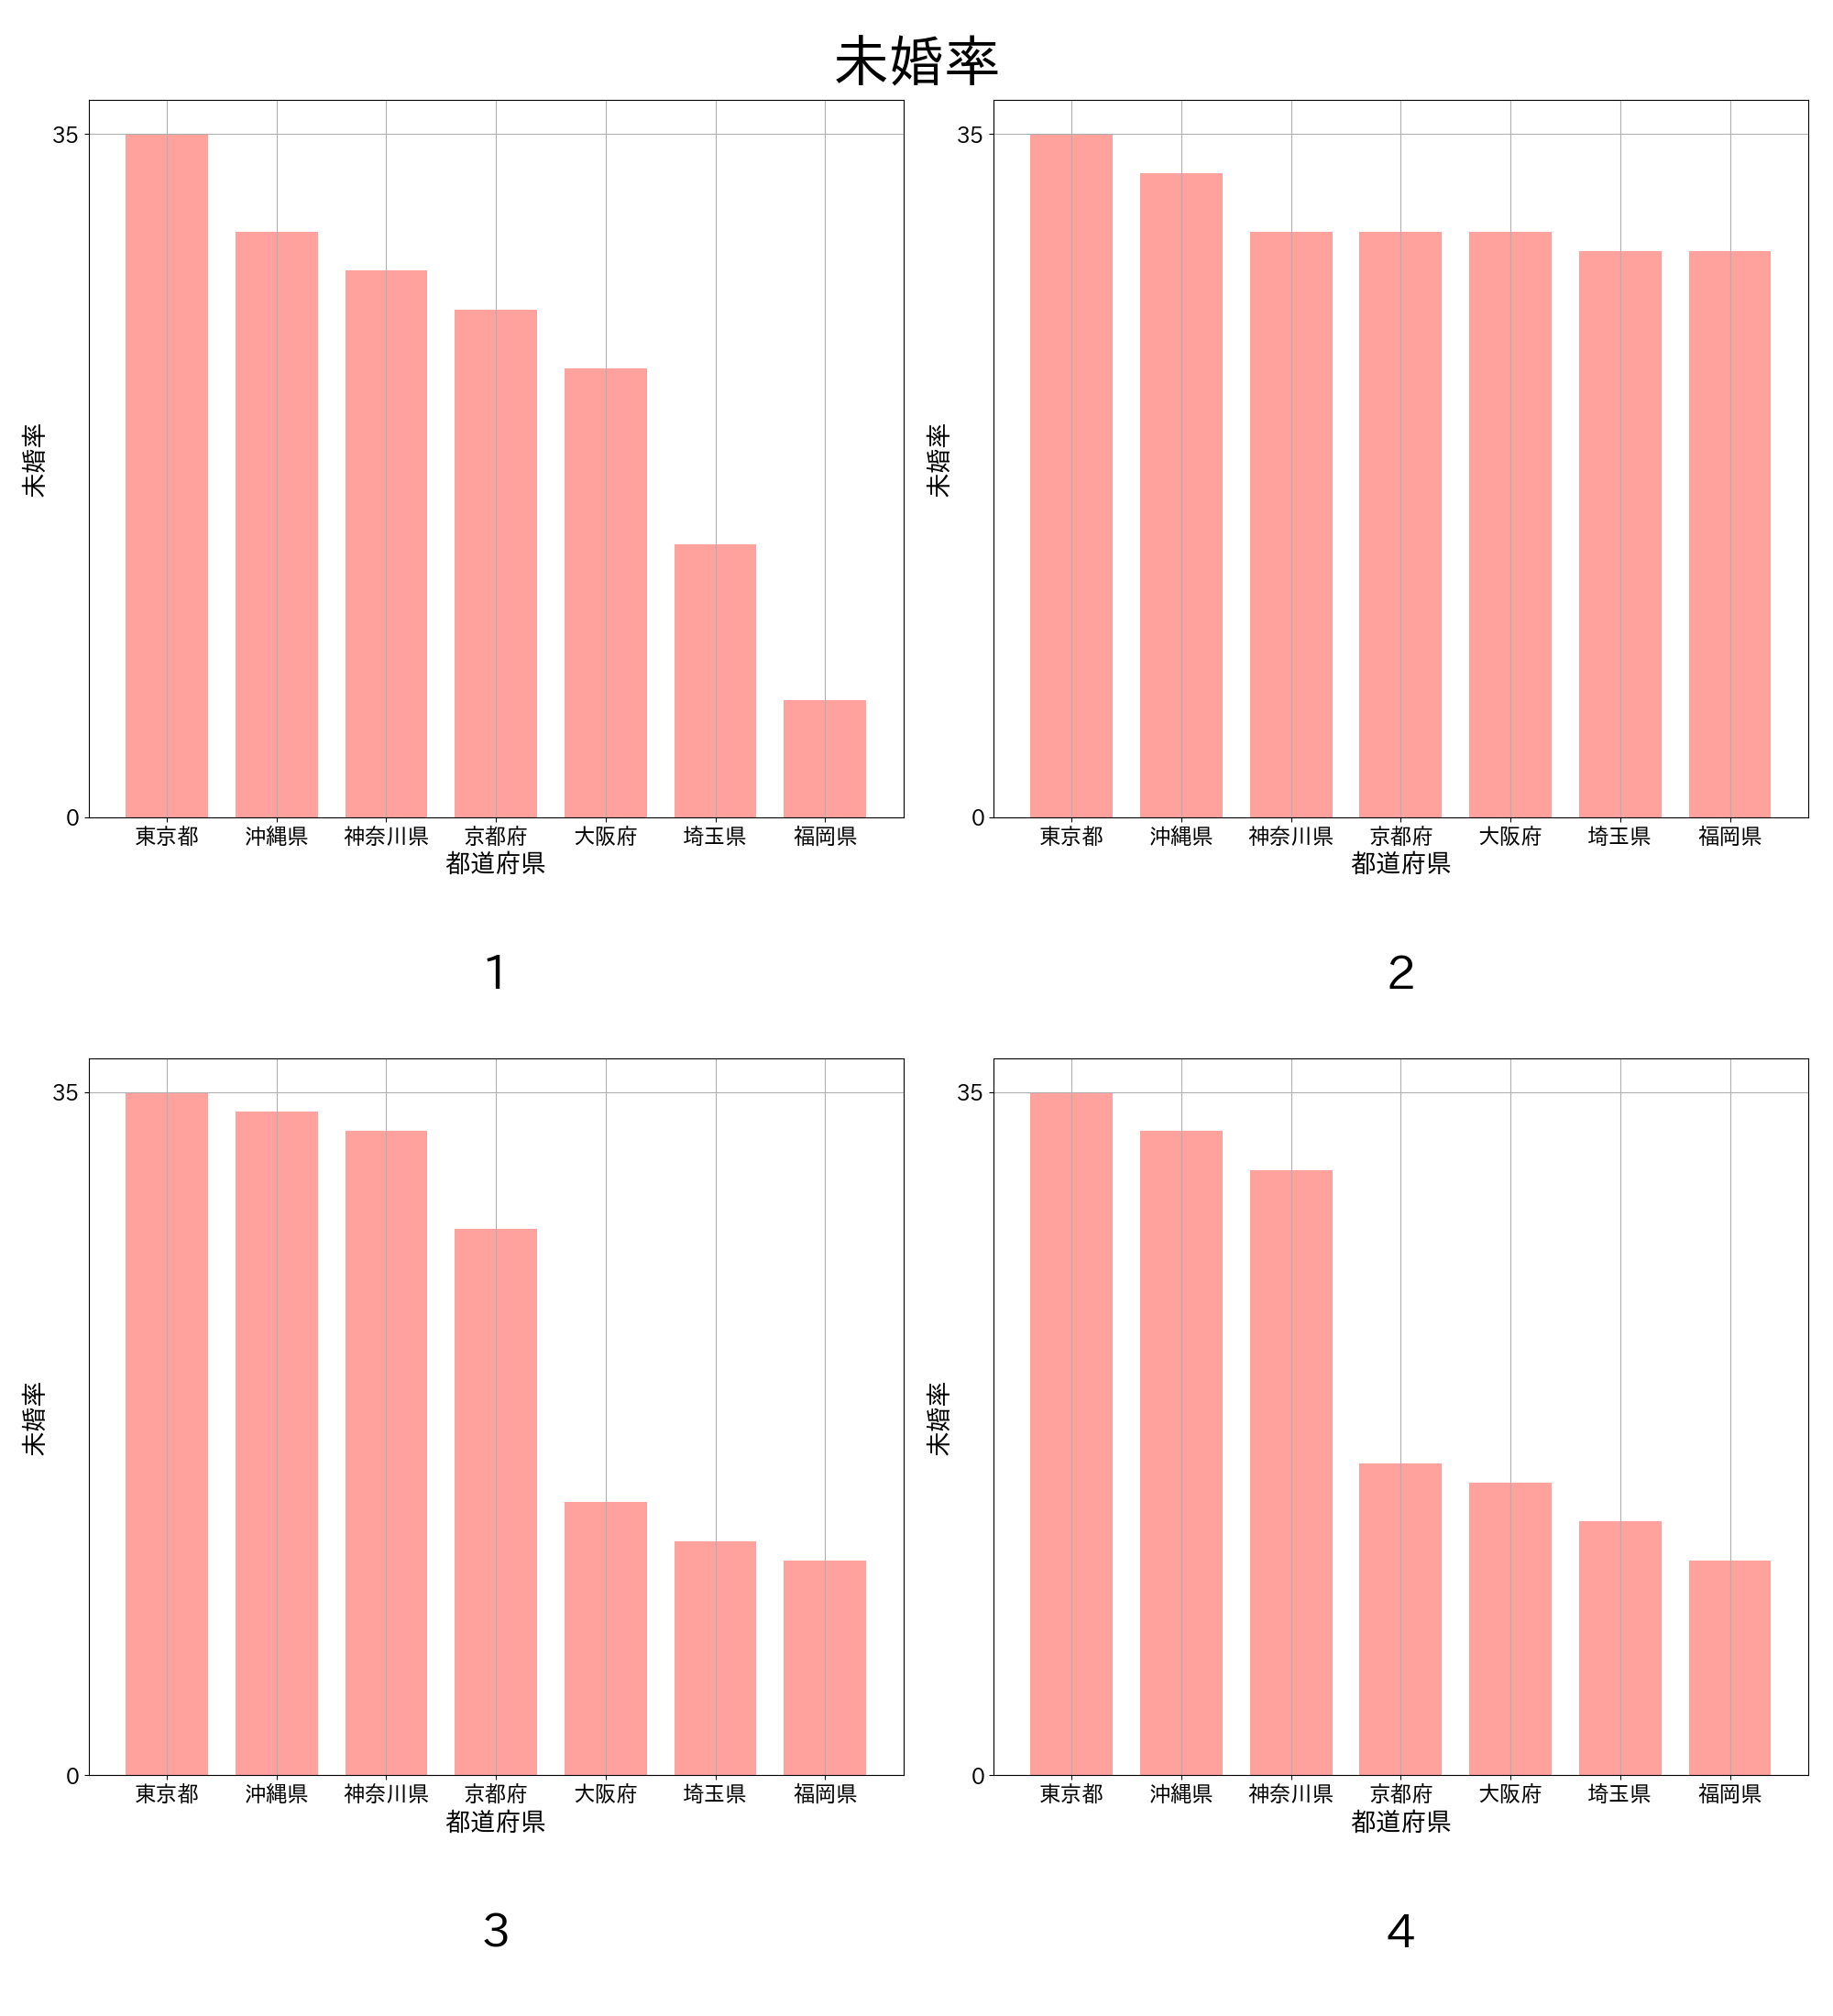 未婚率
35
0
未婚率
東京都 沖縄県 神奈川県 京都府 大阪府 埼玉県 福岡県
都道府県
1
35
0
未婚率
東京都 沖縄県 神奈川県 京都府 大阪府 埼玉県 福岡県
都道府県
2
35
0
未婚率
東京都 沖縄県 神奈川県 京都府 大阪府 埼玉県 福岡県
都道府県
3
35
0
未婚率
東京都 沖縄県 神奈川県 京都府 大阪府 埼玉県 福岡県
都道府県
4